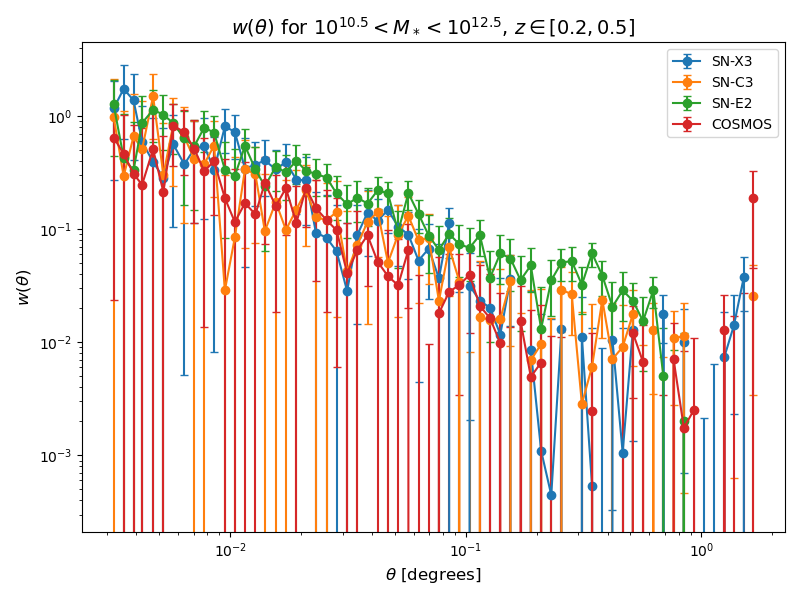 w(θ) for 10^{10.5} < M_* < 10^{12.5}, z ∈ [0.2, 0.5]
SN-X3
SN-C3
SN-E2
COSMOS
10^0
10^{-1}
10^{-2}
10^{-3}
w(θ)
10^{-2}
10^{-1}
10^0
θ [degrees]